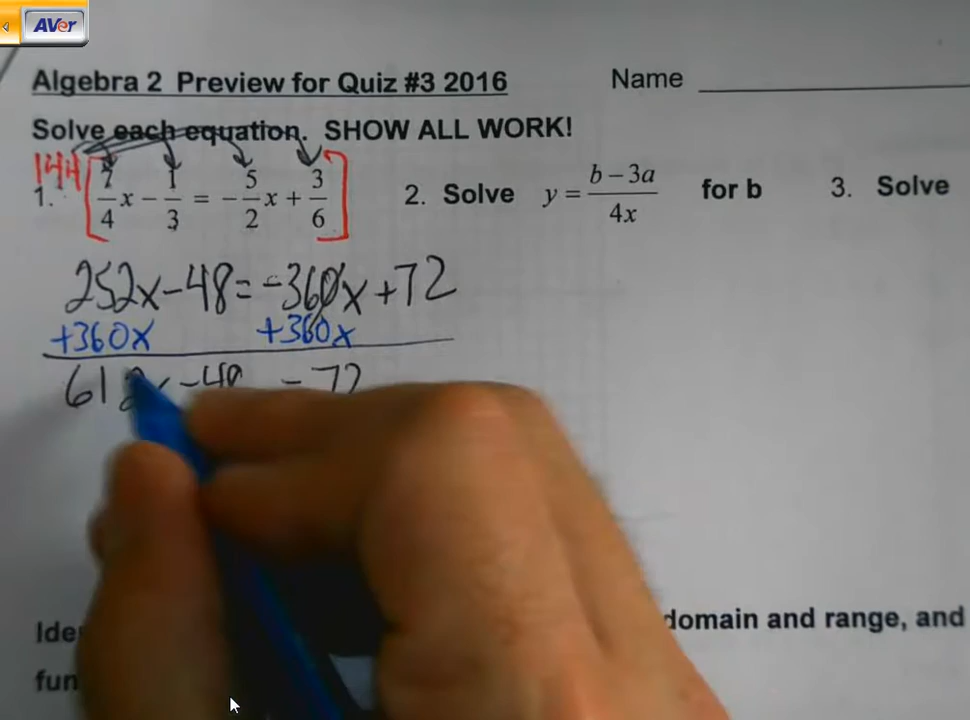 AVer
Algebra 2 Preview for Quiz #3 2016 Name
Solve each equation. SHOW ALL WORK!
144 [
1. 7/4 x − 1/3 = − 5/2 x + 3/6 ]
2. Solve y = b − 3a / 4x for b
3. Solve
252x − 48 = −360x + 72
+360x +360x
domain and range, and